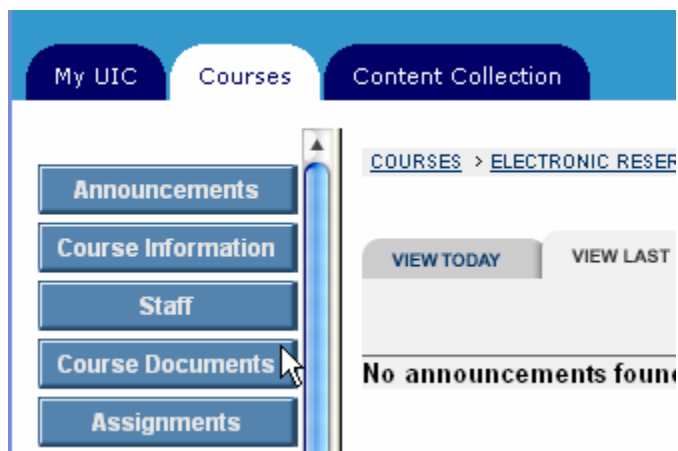 My UIC
Courses
Content Collection
Announcements
Course Information
Staff
Course Documents
Assignments
COURSES > ELECTRONIC RESER
VIEW TODAY
VIEW LAST
No announcements foun